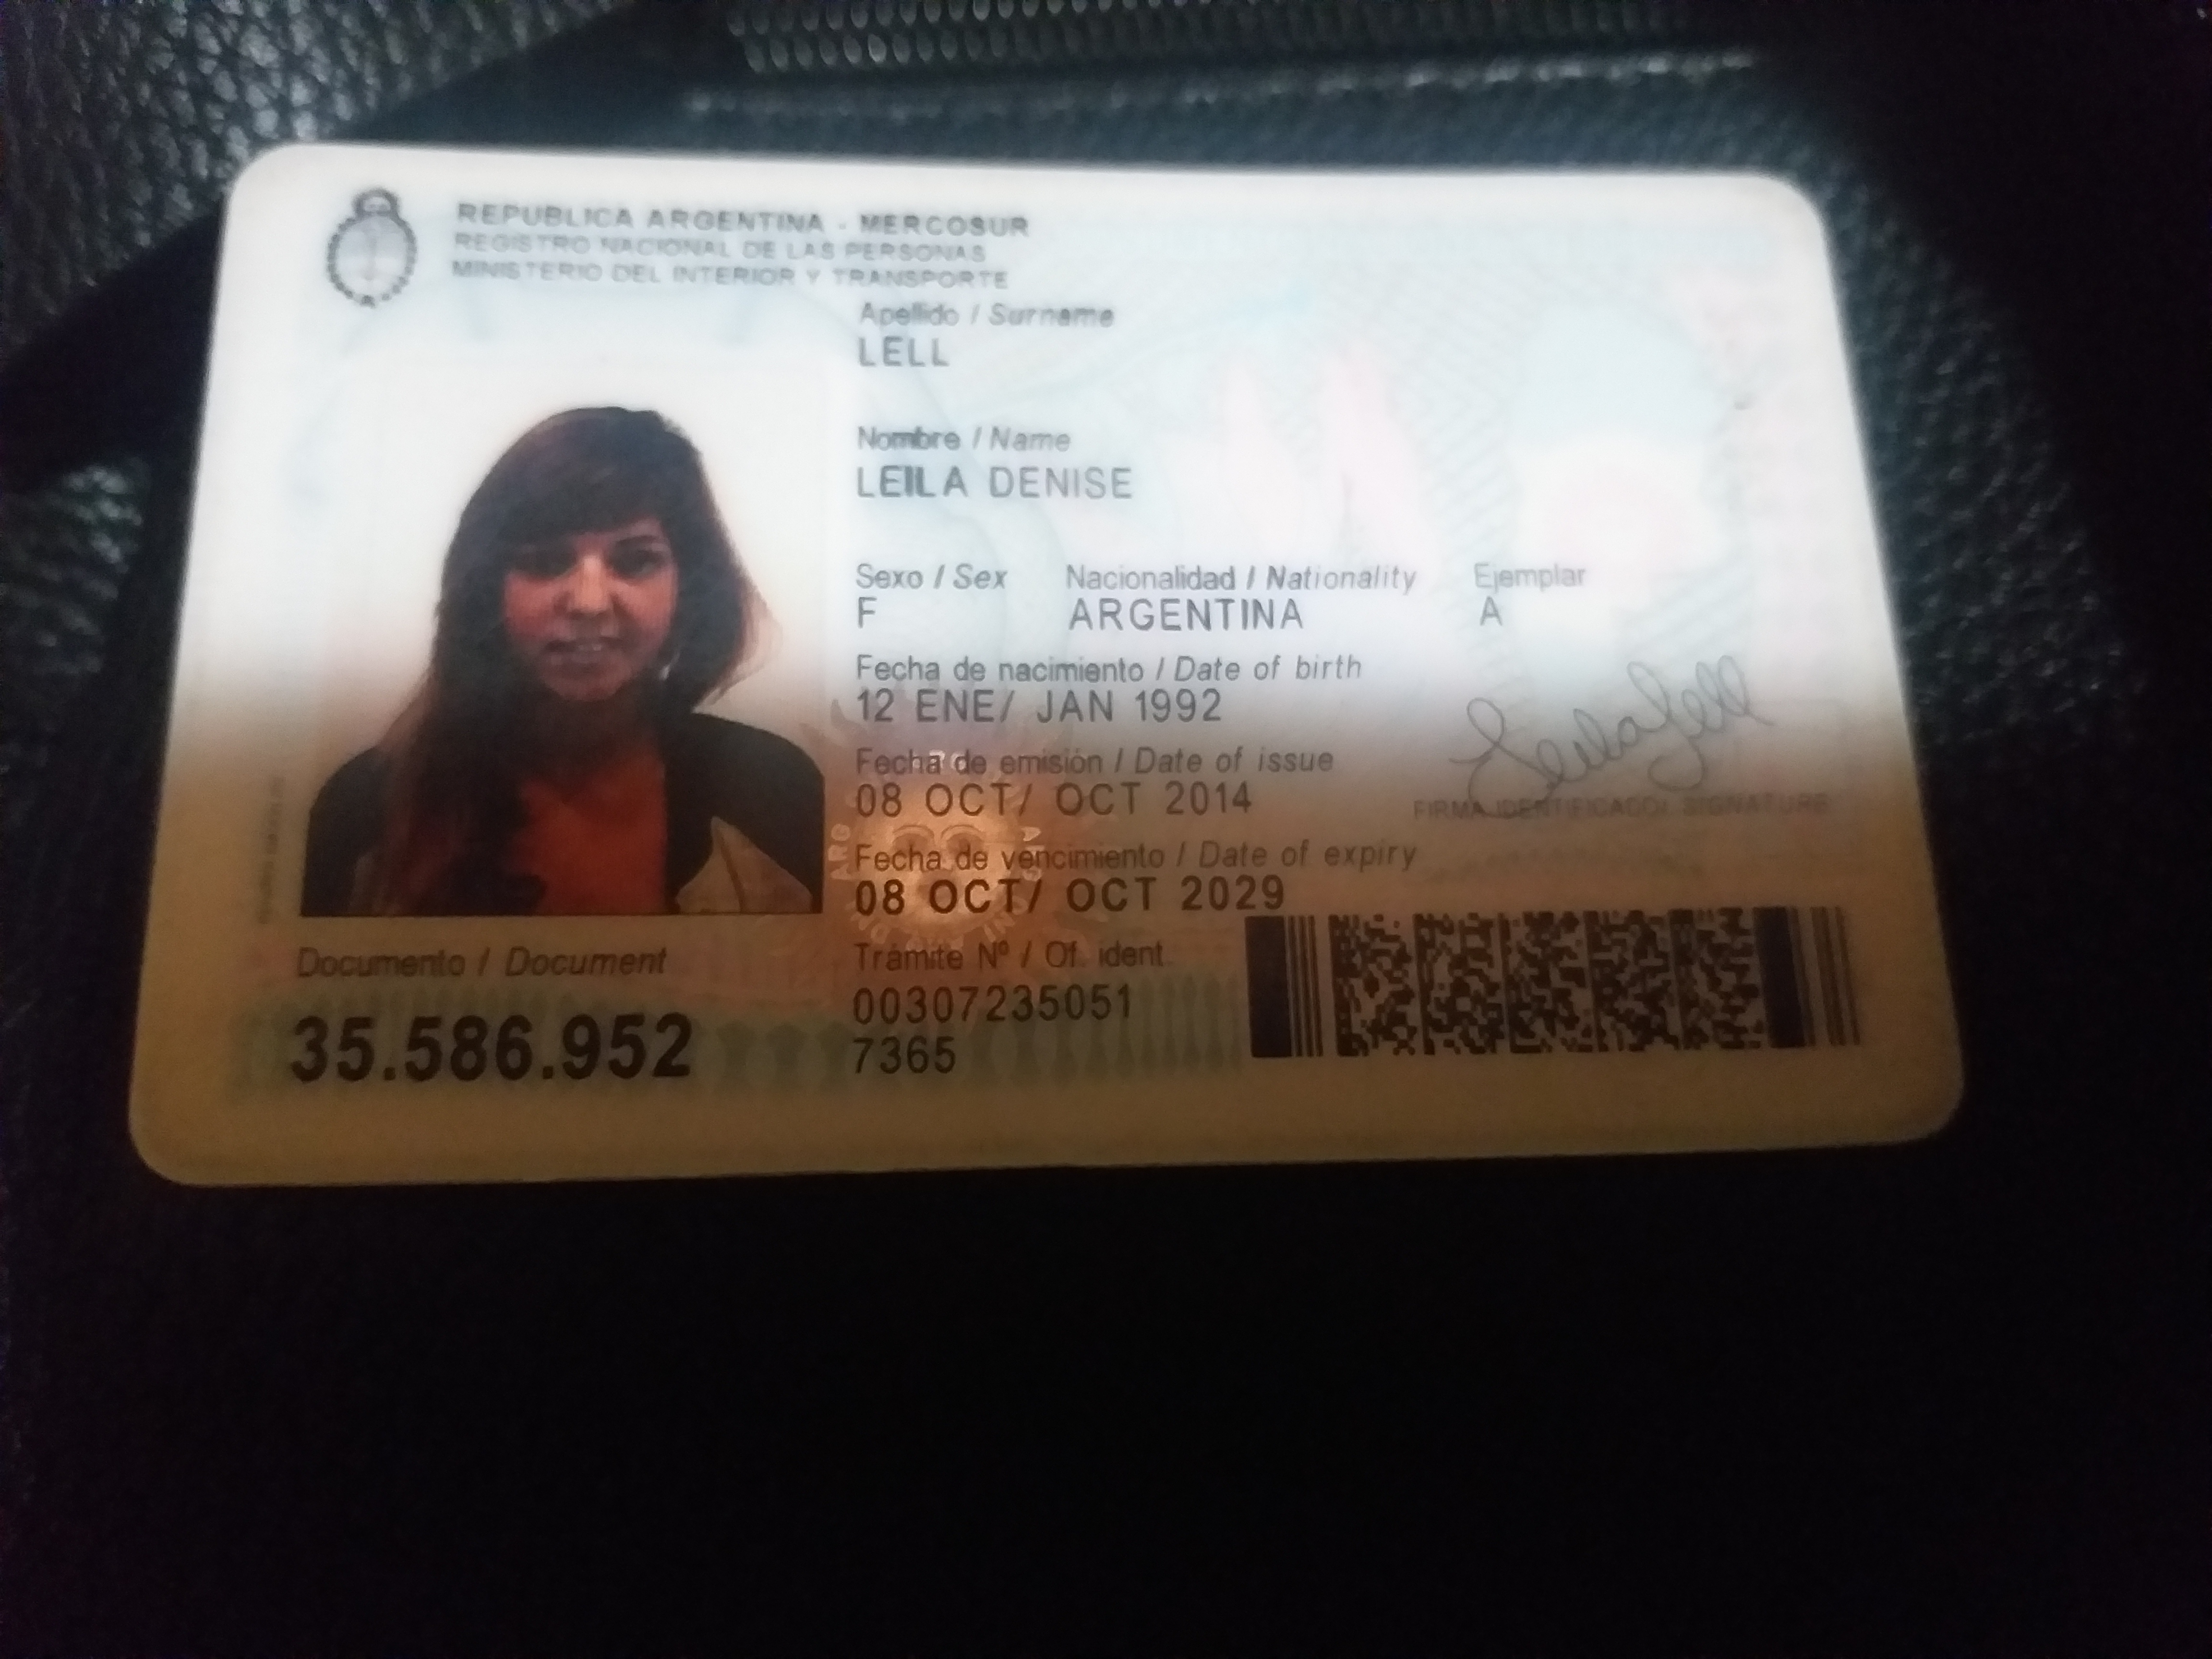 REPUBLICA ARGENTINA - MERCOSUR
REGISTRO NACIONAL DE LAS PERSONAS
MINISTERIO DEL INTERIOR Y TRANSPORTE
Apellido / Surname
LELL
Nombre / Name
LEILA DENISE
Sexo / Sex Nacionalidad / Nationality Ejemplar
F ARGENTINA A
Fecha de nacimiento / Date of birth
12 ENE/ JAN 1992
Fecha de emisión / Date of issue
08 OCT/ OCT 2014
FIRMA IDENTIFICADO/ SIGNATURE
Fecha de vencimiento / Date of expiry
08 OCT/ OCT 2029
Documento / Document
35.586.952
Trámite Nº / Of. ident.
00307235051
7365
Leila Lell